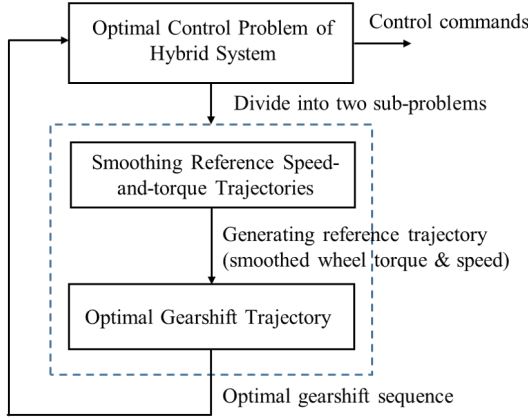 Optimal Control Problem of
Hybrid System
Control commands
Divide into two sub-problems
Smoothing Reference Speed-
and-torque Trajectories
Generating reference trajectory
(smoothed wheel torque & speed)
Optimal Gearshift Trajectory
Optimal gearshift sequence